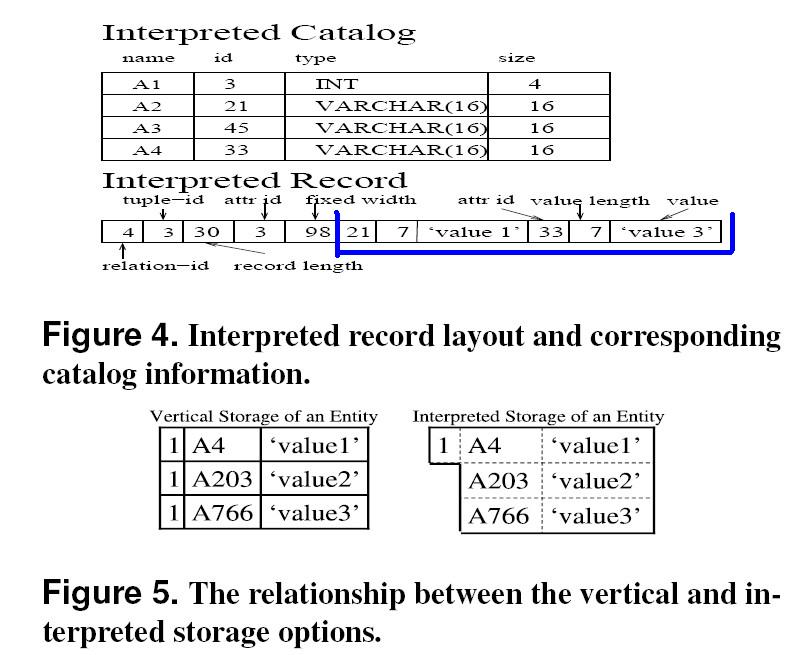 Interpreted Catalog
name id type size
A1 3 INT 4
A2 21 VARCHAR(16) 16
A3 45 VARCHAR(16) 16
A4 33 VARCHAR(16) 16
Interpreted Record
tuple−id attr id fixed width attr id value length value
4 3 30 3 98 21 7 ‘value 1’ 33 7 ‘value 3’
relation−id record length
Figure 4. Interpreted record layout and corresponding
catalog information.
Vertical Storage of an Entity Interpreted Storage of an Entity
1 A4 ‘value1’ 1 A4 ‘value1’
1 A203 ‘value2’ A203 ‘value2’
1 A766 ‘value3’ A766 ‘value3’
Figure 5. The relationship between the vertical and in-
terpreted storage options.